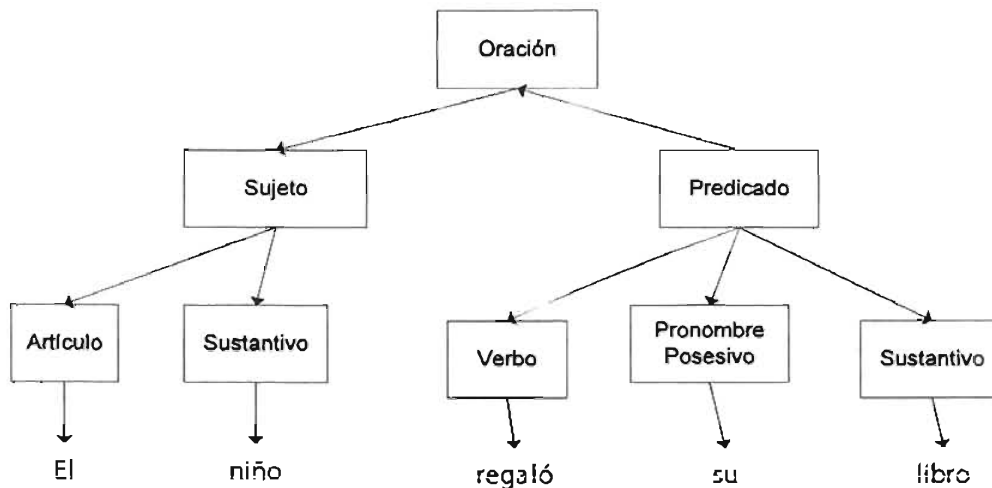 Oración
Sujeto
Predicado
Artículo
Sustantivo
Verbo
Pronombre
Posesivo
Sustantivo
El
niño
regaló
su
libro